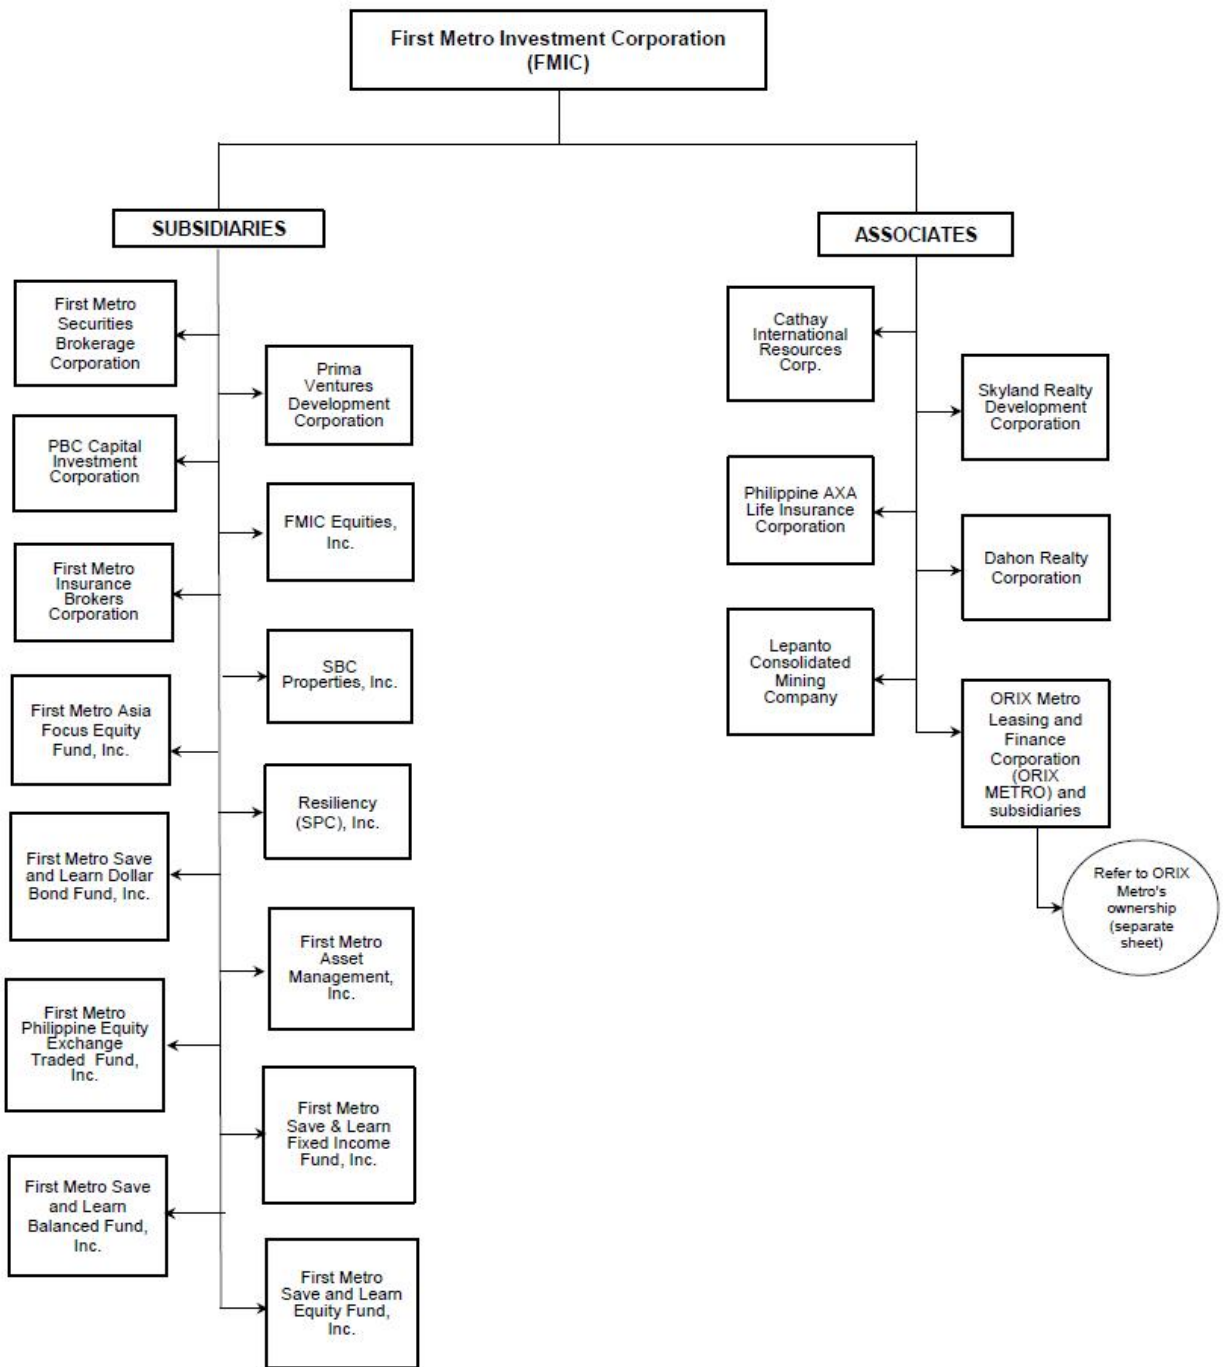 First Metro Investment Corporation
(FMIC)
SUBSIDIARIES
First Metro
Securities
Brokerage
Corporation
Prima
Ventures
Development
Corporation
PBC Capital
Investment
Corporation
FMIC Equities,
Inc.
First Metro
Insurance
Brokers
Corporation
SBC
Properties, Inc.
First Metro Asia
Focus Equity
Fund, Inc.
Resiliency
(SPC), Inc.
First Metro Save
and Learn Dollar
Bond Fund, Inc.
First Metro
Asset
Management,
Inc.
First Metro
Philippine Equity
Exchange
Traded Fund,
Inc.
First Metro
Save & Learn
Fixed Income
Fund, Inc.
First Metro Save
and Learn
Balanced Fund,
Inc.
First Metro
Save and Learn
Equity Fund,
Inc.
ASSOCIATES
Cathay
International
Resources
Corp.
Skyland Realty
Development
Corporation
Philippine AXA
Life Insurance
Corporation
Dahon Realty
Corporation
Lepanto
Consolidated
Mining
Company
ORIX Metro
Leasing and
Finance
Corporation
(ORIX
METRO) and
subsidiaries
Refer to ORIX
Metro's
ownership
(separate
sheet)